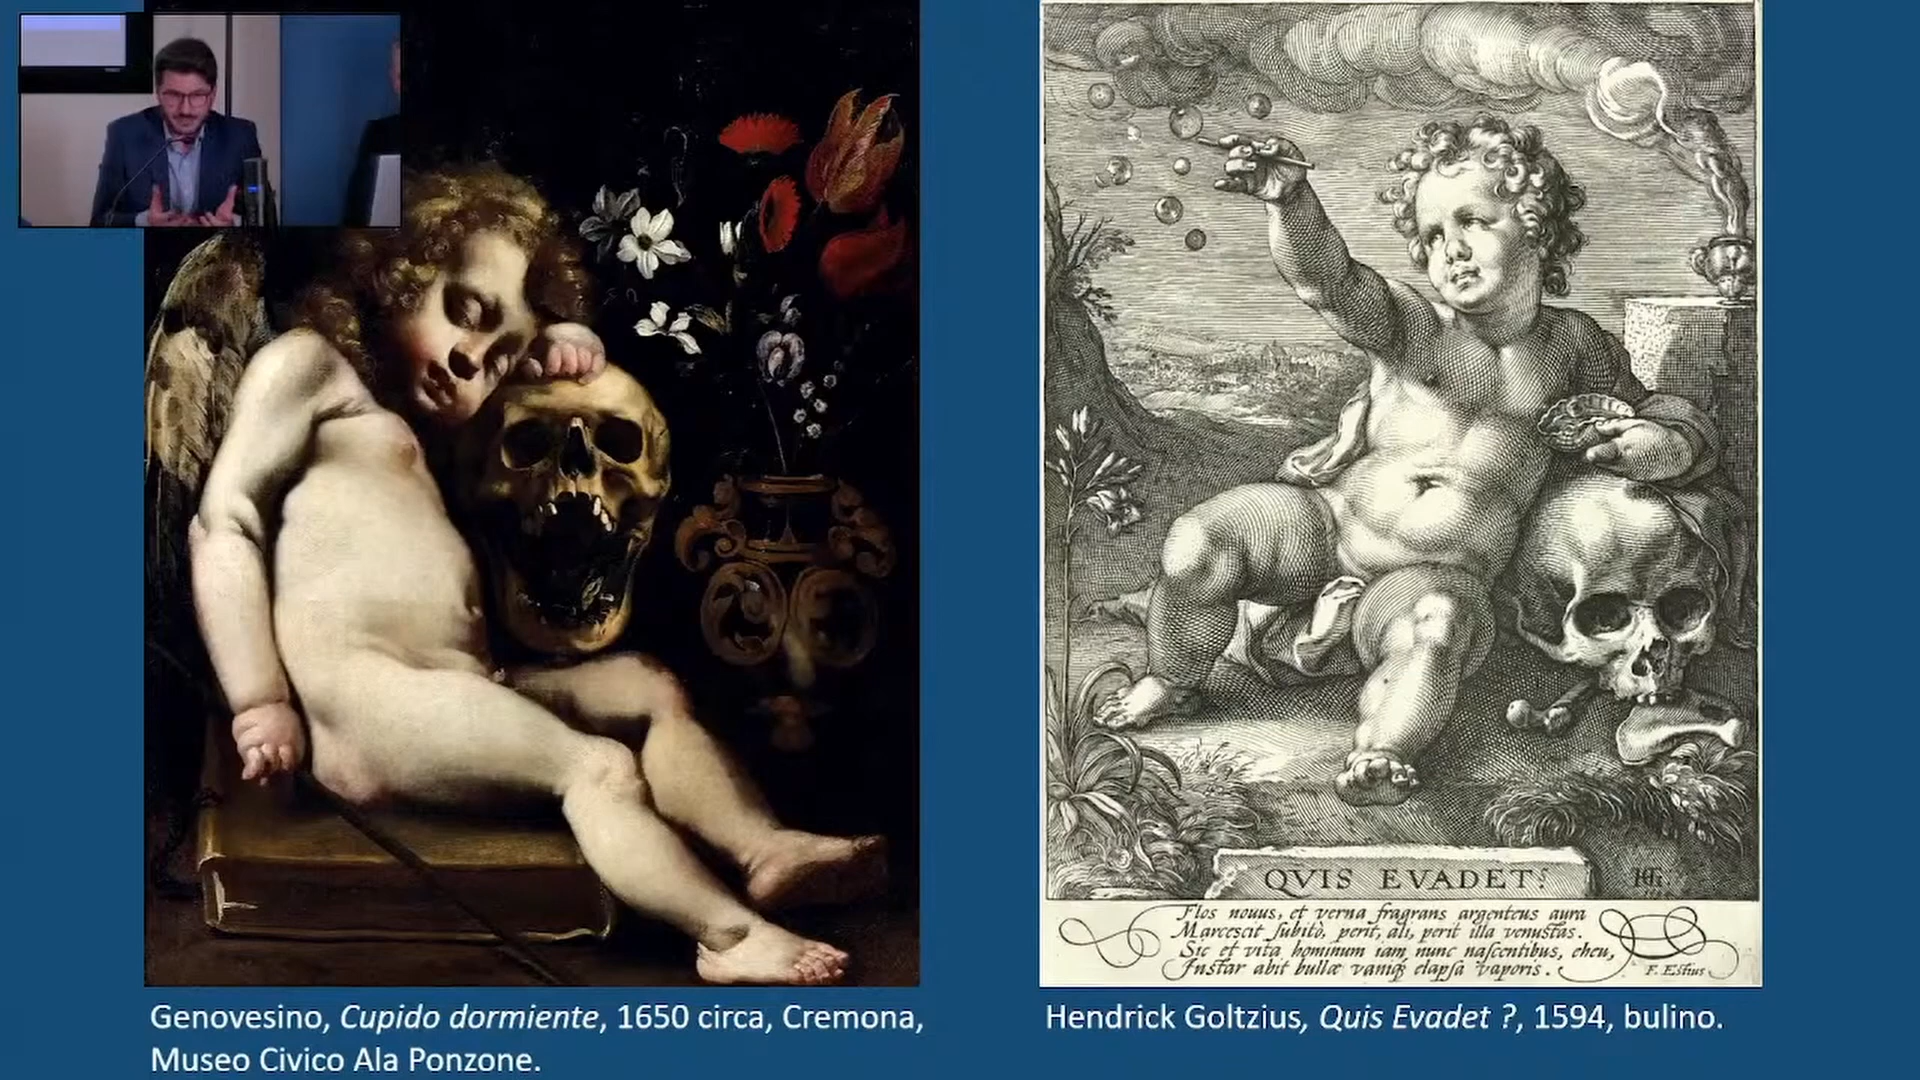 QVIS EVADET?
HG
Flos nouus, et verna fragrans argenteus aura
Marcescit subitò, perit, ali, perit illa venustas.
Sic et vita hominum iam nunc nascentibus, eheu,
Instar abit bullæ vaniq elapsa vaporis.
F. Estius.
Genovesino, Cupido dormiente, 1650 circa, Cremona,
Museo Civico Ala Ponzone.
Hendrick Goltzius, Quis Evadet ?, 1594, bulino.